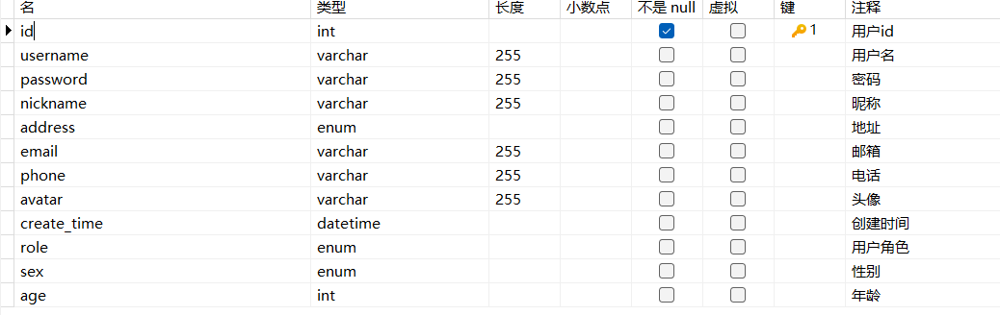 名 类型 长度 小数点 不是 null 虚拟 键 注释
id int 1 用户id
username varchar 255 用户名
password varchar 255 密码
nickname varchar 255 昵称
address enum 地址
email varchar 255 邮箱
phone varchar 255 电话
avatar varchar 255 头像
create_time datetime 创建时间
role enum 用户角色
sex enum 性别
age int 年龄